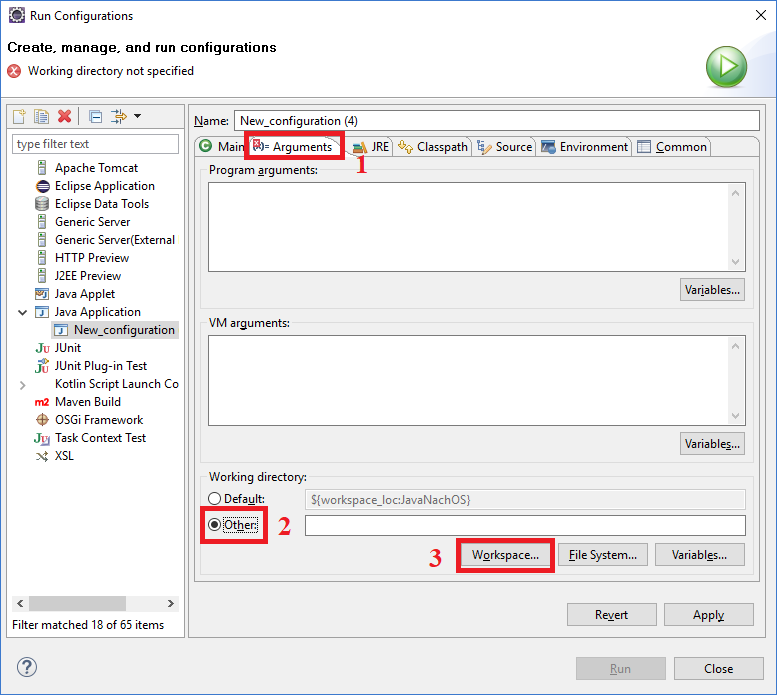 Run Configurations
Create, manage, and run configurations
Working directory not specified
type filter text
Apache Tomcat
Eclipse Application
Eclipse Data Tools
Generic Server
Generic Server(External
HTTP Preview
J2EE Preview
Java Applet
Java Application
New_configuration
JUnit
JUnit Plug-in Test
Kotlin Script Launch Co
m2 Maven Build
OSGi Framework
Task Context Test
XSL
Filter matched 18 of 65 items
Name: New_configuration (4)
Main (x)= Arguments JRE Classpath Source Environment Common
1
Program arguments:
Variables...
VM arguments:
Variables...
Working directory:
Default: ${workspace_loc:JavaNachOS}
Other: 2
3 Workspace... File System... Variables...
Revert Apply
? Run Close